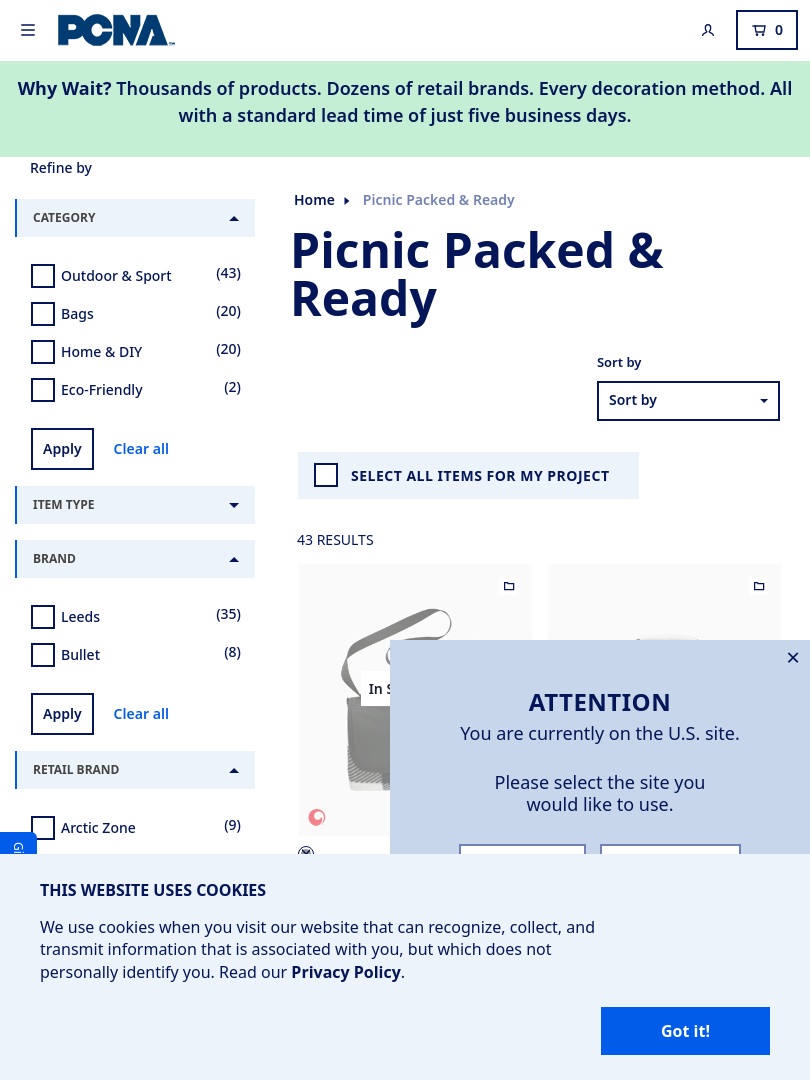 PCNA
0
Why Wait? Thousands of products. Dozens of retail brands. Every decoration method. All
with a standard lead time of just five business days.
Refine by
CATEGORY
Outdoor & Sport (43)
Bags (20)
Home & DIY (20)
Eco-Friendly (2)
Apply Clear all
ITEM TYPE
BRAND
Leeds (35)
Bullet (8)
Apply Clear all
RETAIL BRAND
Arctic Zone (9)
Home Picnic Packed & Ready
Picnic Packed &
Ready
Sort by
Sort by
SELECT ALL ITEMS FOR MY PROJECT
43 RESULTS
In
ATTENTION
You are currently on the U.S. site.
Please select the site you
would like to use.
THIS WEBSITE USES COOKIES
We use cookies when you visit our website that can recognize, collect, and
transmit information that is associated with you, but which does not
personally identify you. Read our Privacy Policy.
Got it!